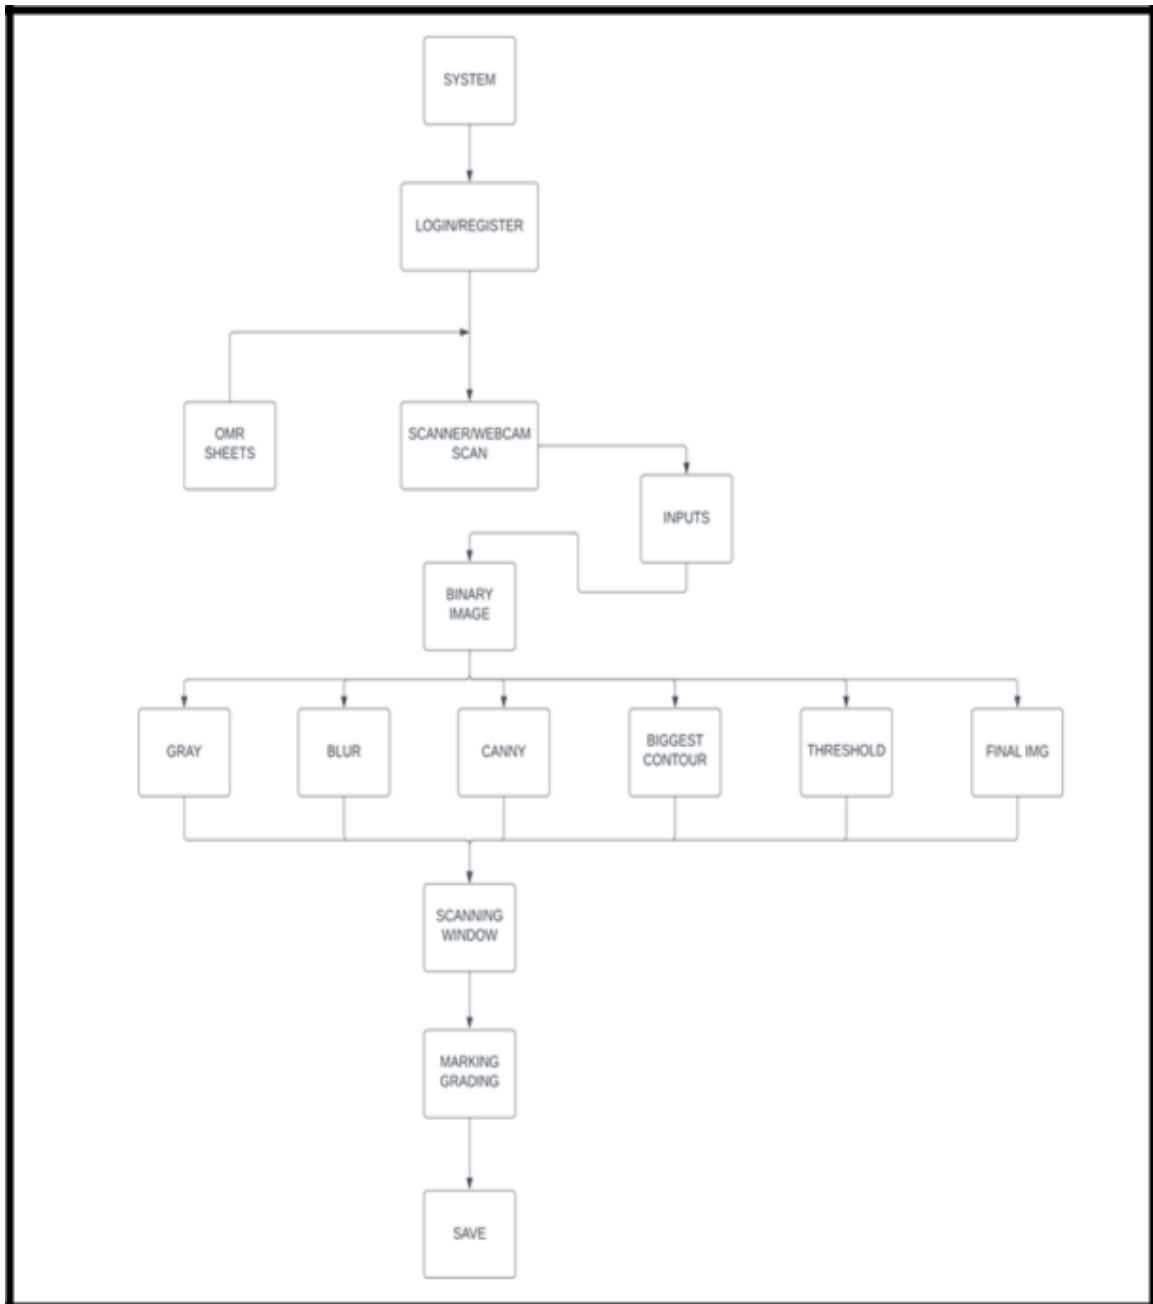 SYSTEM
LOGIN/REGISTER
OMR
SHEETS
SCANNER/WEBCAM
SCAN
INPUTS
BINARY
IMAGE
GRAY
BLUR
CANNY
BIGGEST
CONTOUR
THRESHOLD
FINAL IMG
SCANNING
WINDOW
MARKING
GRADING
SAVE